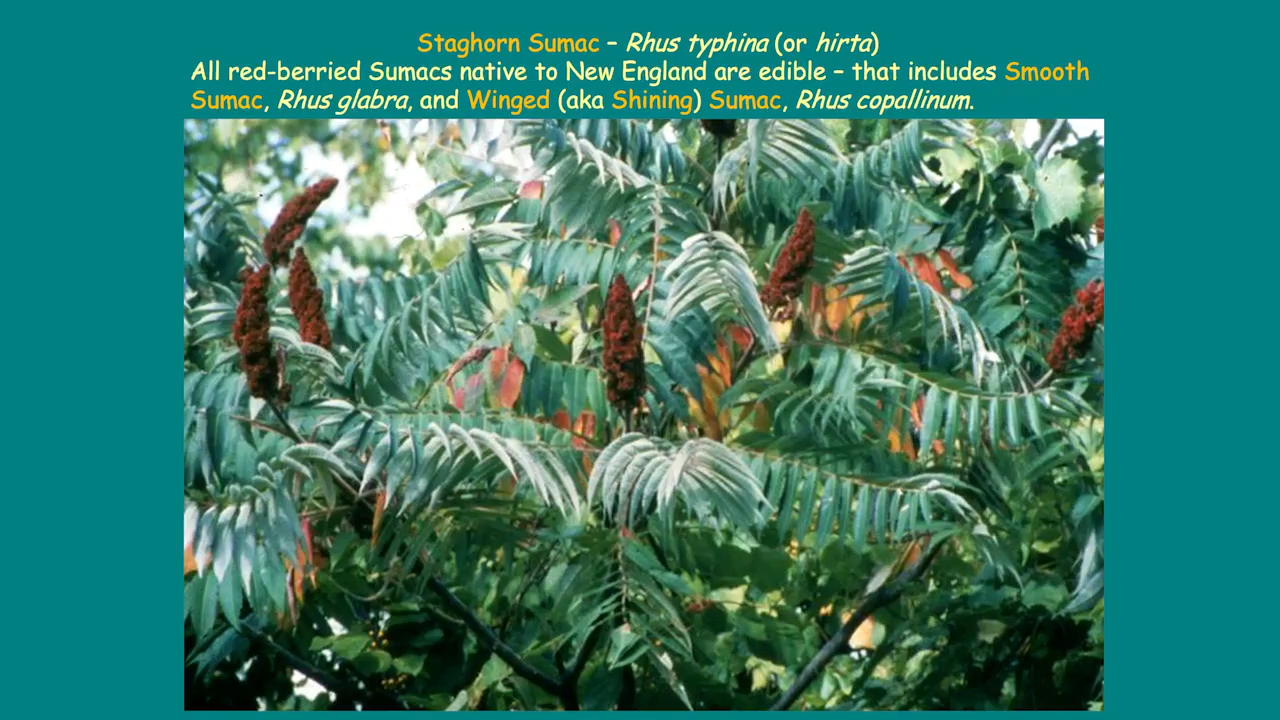 Staghorn Sumac – Rhus typhina (or hirta)
All red-berried Sumacs native to New England are edible – that includes Smooth
Sumac, Rhus glabra, and Winged (aka Shining) Sumac, Rhus copallinum.